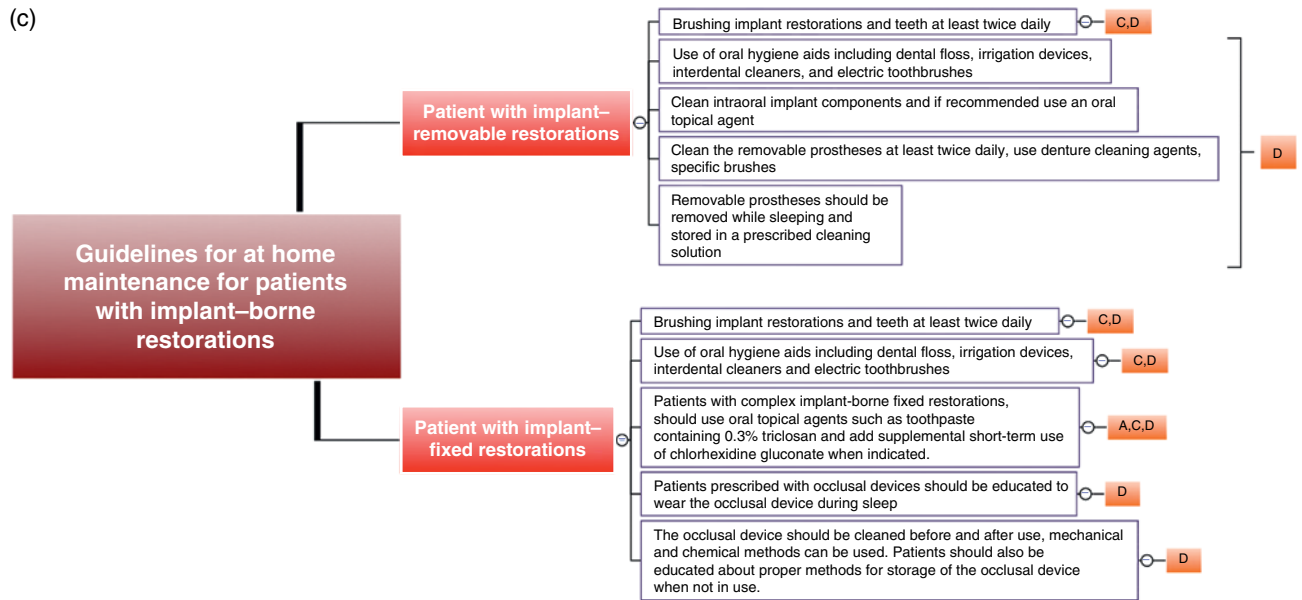 (c)
Guidelines for at home
maintenance for patients
with implant–borne
restorations
Patient with implant–
removable restorations
Brushing implant restorations and teeth at least twice daily
C,D
Use of oral hygiene aids including dental floss, irrigation devices,
interdental cleaners, and electric toothbrushes
Clean intraoral implant components and if recommended use an oral
topical agent
Clean the removable prostheses at least twice daily, use denture cleaning agents,
specific brushes
Removable prostheses should be
removed while sleeping and
stored in a prescribed cleaning
solution
D
Patient with implant–
fixed restorations
Brushing implant restorations and teeth at least twice daily
C,D
Use of oral hygiene aids including dental floss, irrigation devices,
interdental cleaners and electric toothbrushes
C,D
Patients with complex implant-borne fixed restorations,
should use oral topical agents such as toothpaste
containing 0.3% triclosan and add supplemental short-term use
of chlorhexidine gluconate when indicated.
A,C,D
Patients prescribed with occlusal devices should be educated to
wear the occlusal device during sleep
D
The occlusal device should be cleaned before and after use, mechanical
and chemical methods can be used. Patients should also be
educated about proper methods for storage of the occlusal device
when not in use.
D